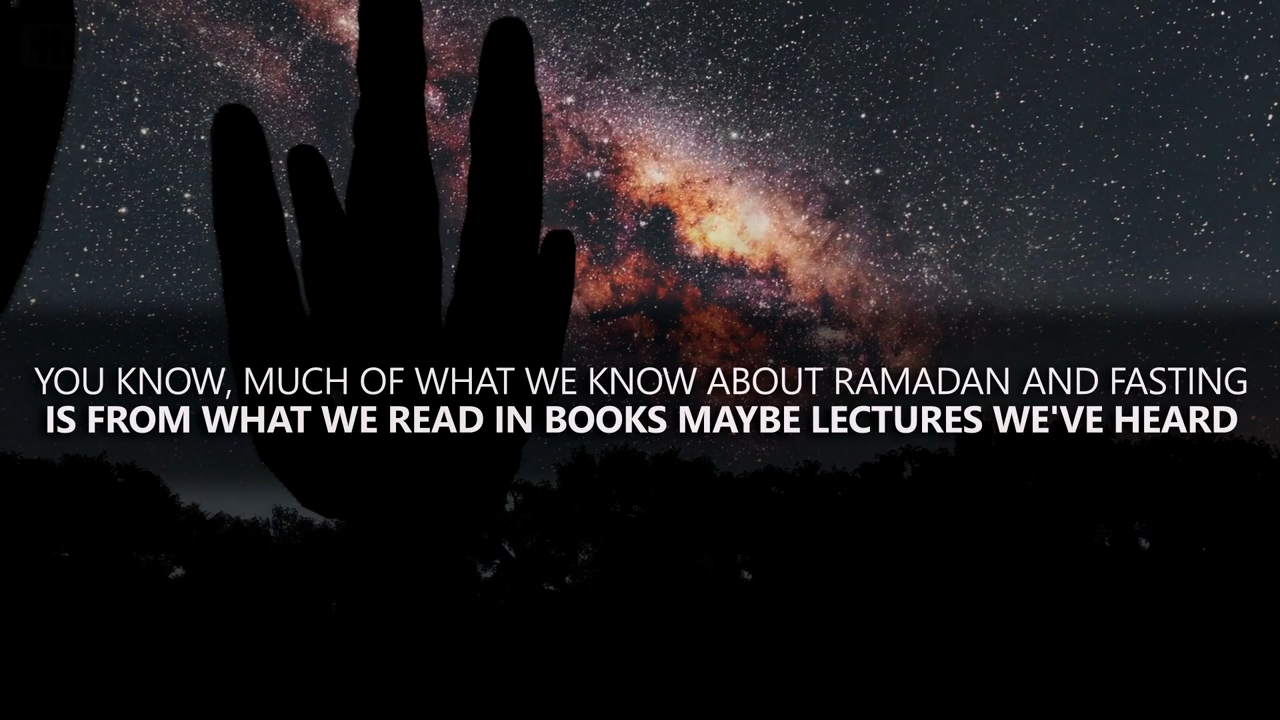 YOU KNOW, MUCH OF WHAT WE KNOW ABOUT RAMADAN AND FASTING
IS FROM WHAT WE READ IN BOOKS MAYBE LECTURES WE'VE HEARD